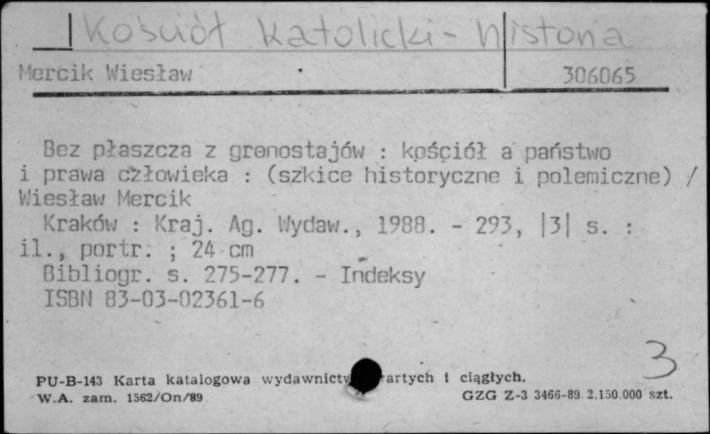 Kościół katolicki - historia
Mercik Wiesław 306065
Bez płaszcza z gronostajów : kościół a państwo
i prawa człowieka : (szkice historyczne i polemiczne) /
Wiesław Mercik
Kraków : Kraj. Ag. Wydaw., 1988. - 293, |3| s. :
il., portr. ; 24 cm
Bibliogr. s. 275-277. - Indeksy
ISBN 83-03-02361-6
3
PU-B-143 Karta katalogowa i ciągłych.
W.A. zam. 1562/On/89 GZG Z-3 3466-89 2.150.000 szt.